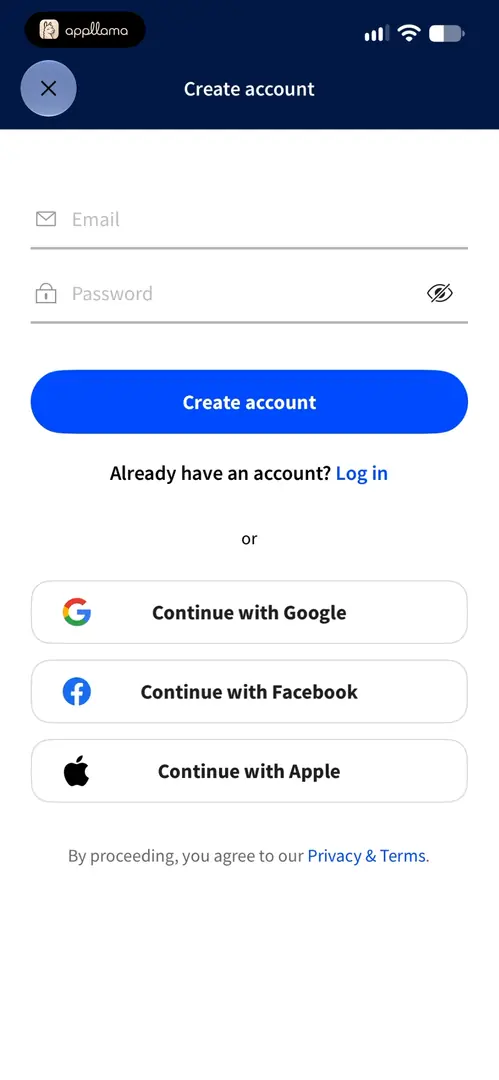 appllama
Create account
Email
Password
Create account
Already have an account? Log in
or
Continue with Google
Continue with Facebook
Continue with Apple
By proceeding, you agree to our Privacy & Terms.